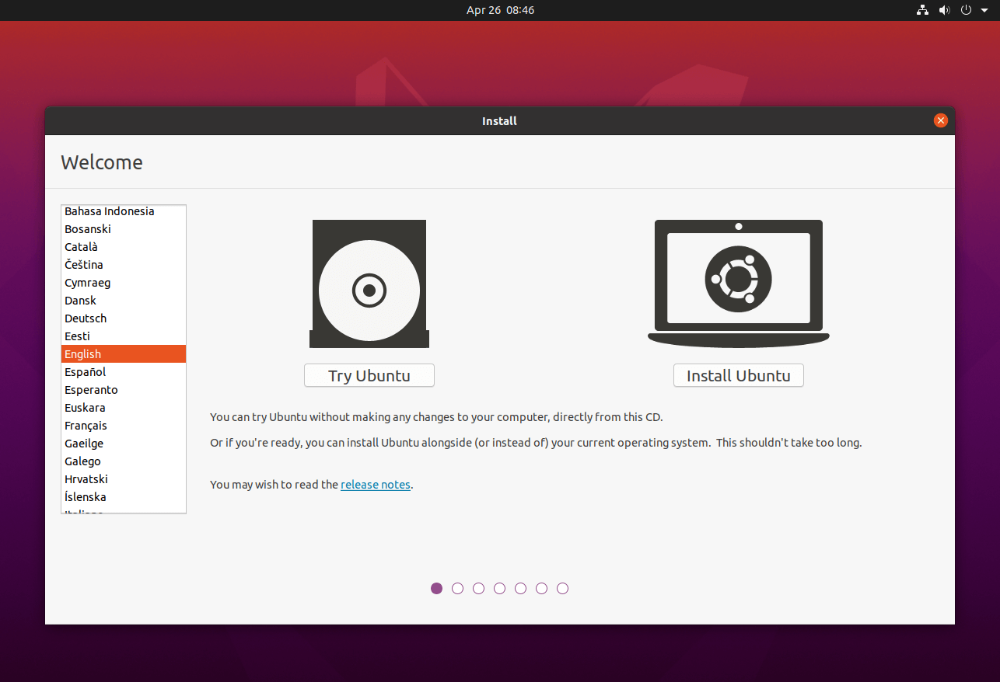 Apr 26  08:46
Install
Welcome
Bahasa Indonesia
Bosanski
Català
Čeština
Cymraeg
Dansk
Deutsch
Eesti
English
Español
Esperanto
Euskara
Français
Gaeilge
Galego
Hrvatski
Íslenska
Try Ubuntu
Install Ubuntu
You can try Ubuntu without making any changes to your computer, directly from this CD.
Or if you're ready, you can install Ubuntu alongside (or instead of) your current operating system.  This shouldn't take too long.
You may wish to read the release notes.